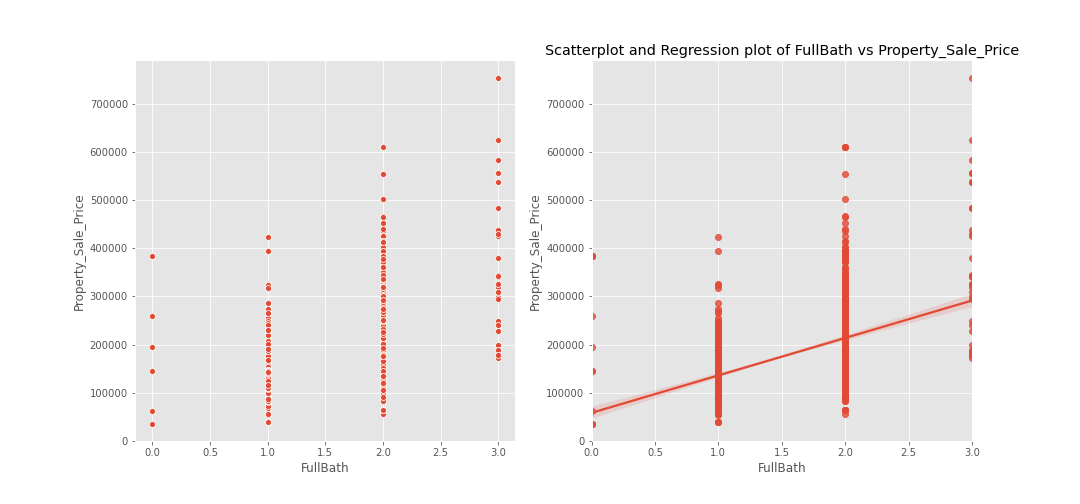 Scatterplot and Regression plot of FullBath vs Property_Sale_Price
Property_Sale_Price
700000
600000
500000
400000
300000
200000
100000
0
0.0 0.5 1.0 1.5 2.0 2.5 3.0
FullBath
Property_Sale_Price
700000
600000
500000
400000
300000
200000
100000
0
0.0 0.5 1.0 1.5 2.0 2.5 3.0
FullBath